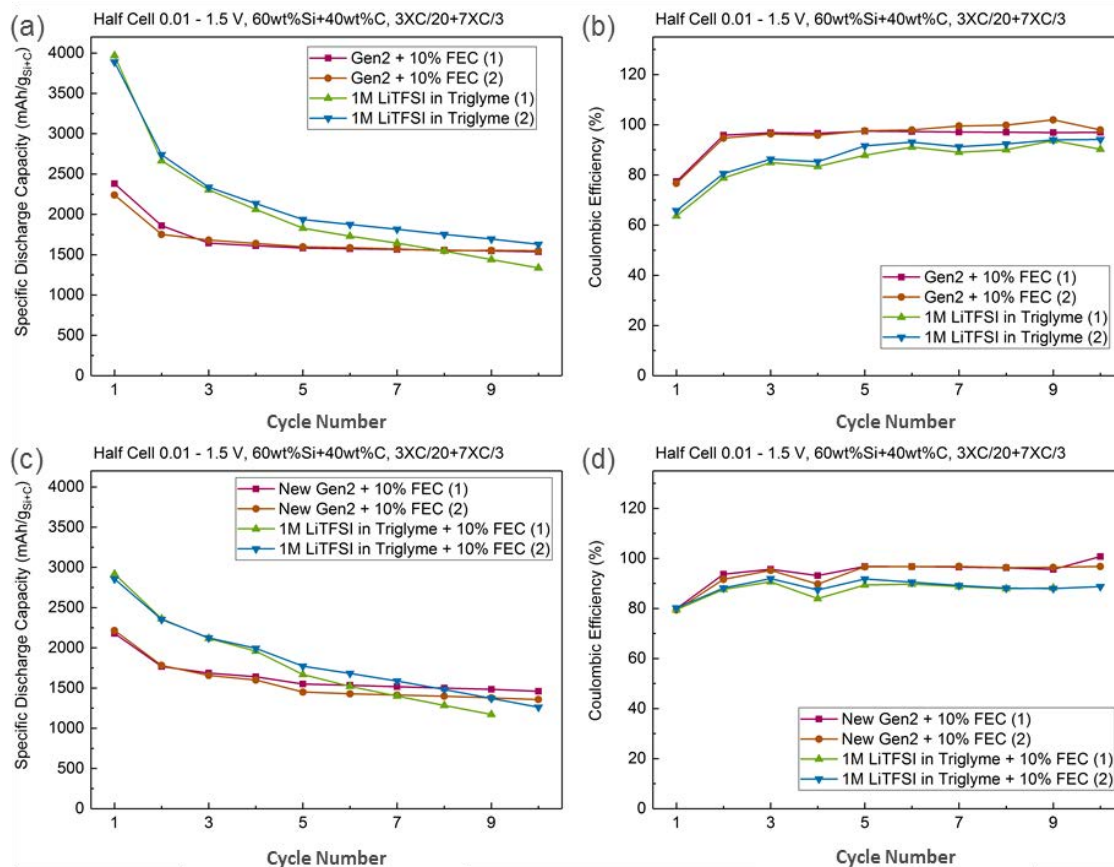 (a)
Half Cell 0.01 - 1.5 V, 60wt%Si+40wt%C, 3XC/20+7XC/3
Specific Discharge Capacity (mAh/gSi+C)
4000
3500
3000
2500
2000
1500
1000
500
0
Gen2 + 10% FEC (1)
Gen2 + 10% FEC (2)
1M LiTFSI in Triglyme (1)
1M LiTFSI in Triglyme (2)
1 3 5 7 9
Cycle Number
(b)
Half Cell 0.01 - 1.5 V, 60wt%Si+40wt%C, 3XC/20+7XC/3
Coulombic Efficiency (%)
120
100
80
60
40
20
0
Gen2 + 10% FEC (1)
Gen2 + 10% FEC (2)
1M LiTFSI in Triglyme (1)
1M LiTFSI in Triglyme (2)
1 3 5 7 9
Cycle Number
(c)
Half Cell 0.01 - 1.5 V, 60wt%Si+40wt%C, 3XC/20+7XC/3
Specific Discharge Capacity (mAh/gSi+C)
4000
3500
3000
2500
2000
1500
1000
500
0
New Gen2 + 10% FEC (1)
New Gen2 + 10% FEC (2)
1M LiTFSI in Triglyme + 10% FEC (1)
1M LiTFSI in Triglyme + 10% FEC (2)
1 3 5 7 9
Cycle Number
(d)
Half Cell 0.01 - 1.5 V, 60wt%Si+40wt%C, 3XC/20+7XC/3
Coulombic Efficiency (%)
120
100
80
60
40
20
0
New Gen2 + 10% FEC (1)
New Gen2 + 10% FEC (2)
1M LiTFSI in Triglyme + 10% FEC (1)
1M LiTFSI in Triglyme + 10% FEC (2)
1 3 5 7 9
Cycle Number